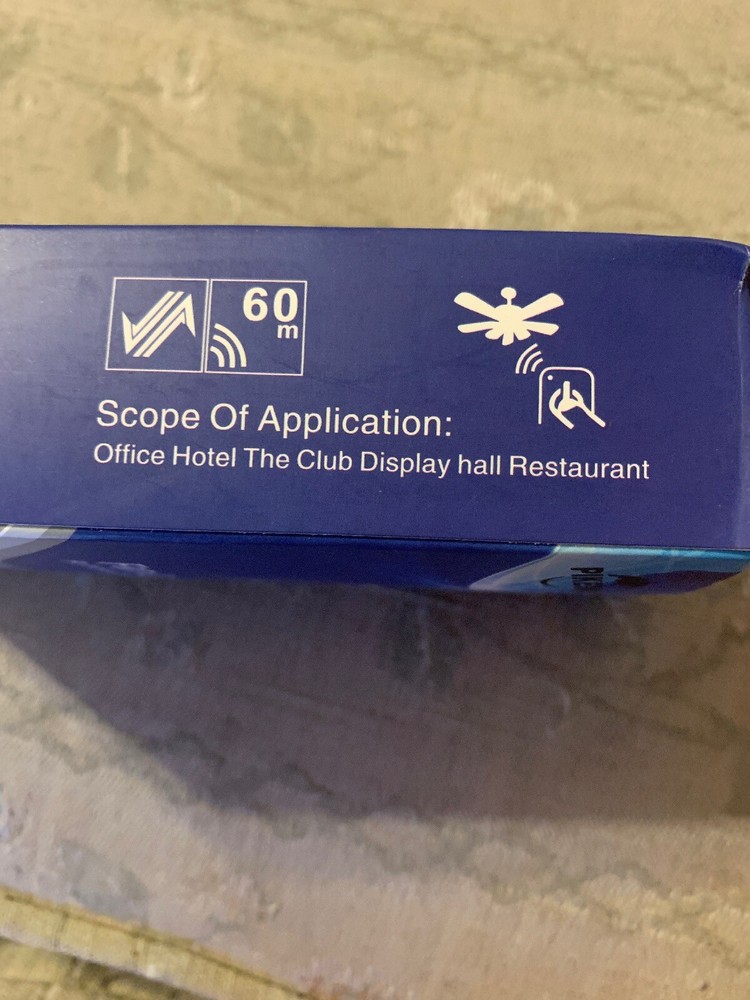 60
m
Scope Of Application:
Office Hotel The Club Display hall Restaurant